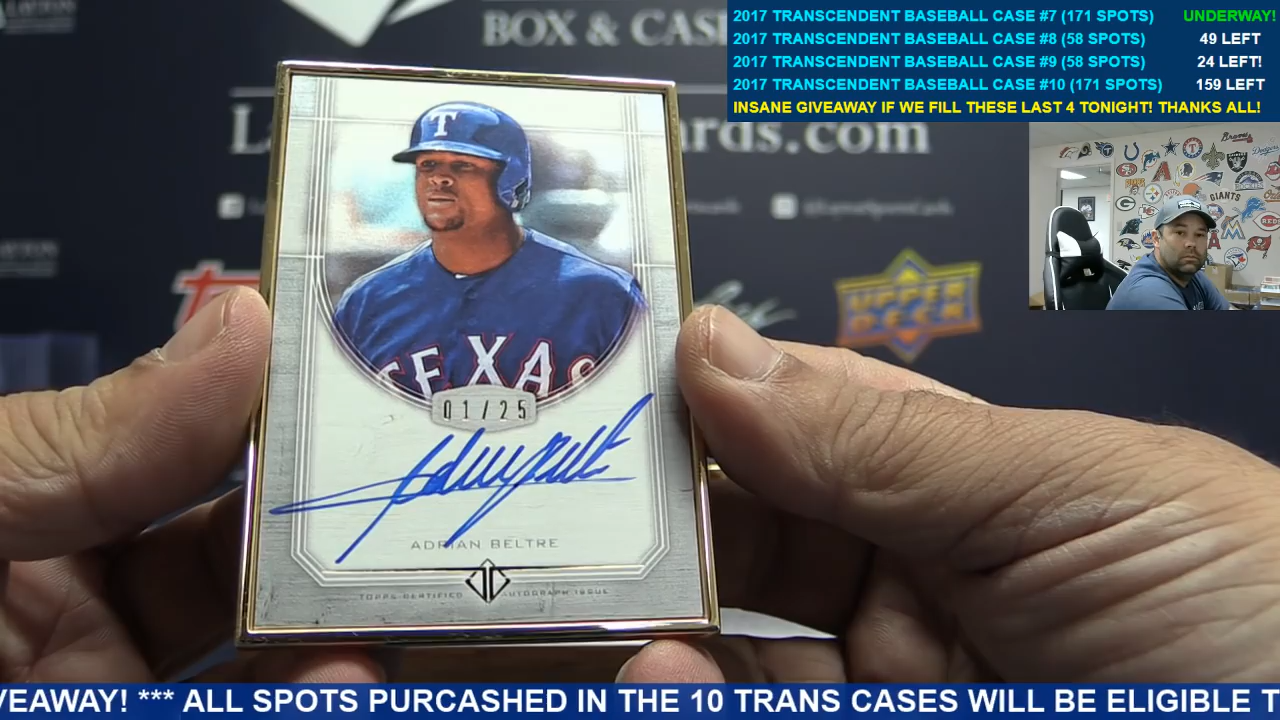 2017 TRANSCENDENT BASEBALL CASE #7 (171 SPOTS) UNDERWAY!
2017 TRANSCENDENT BASEBALL CASE #8 (58 SPOTS) 49 LEFT
2017 TRANSCENDENT BASEBALL CASE #9 (58 SPOTS) 24 LEFT!
2017 TRANSCENDENT BASEBALL CASE #10 (171 SPOTS) 159 LEFT
INSANE GIVEAWAY IF WE FILL THESE LAST 4 TONIGHT! THANKS ALL!
BOX & CAS
rds.com
UPPER DECK
GIANTS
T
TEXAS
01/25
ADRIAN BELTRE
TOPPS CERTIFIED AUTOGRAPH ISSUE
VEAWAY! *** ALL SPOTS PURCASHED IN THE 10 TRANS CASES WILL BE ELIGIBLE T